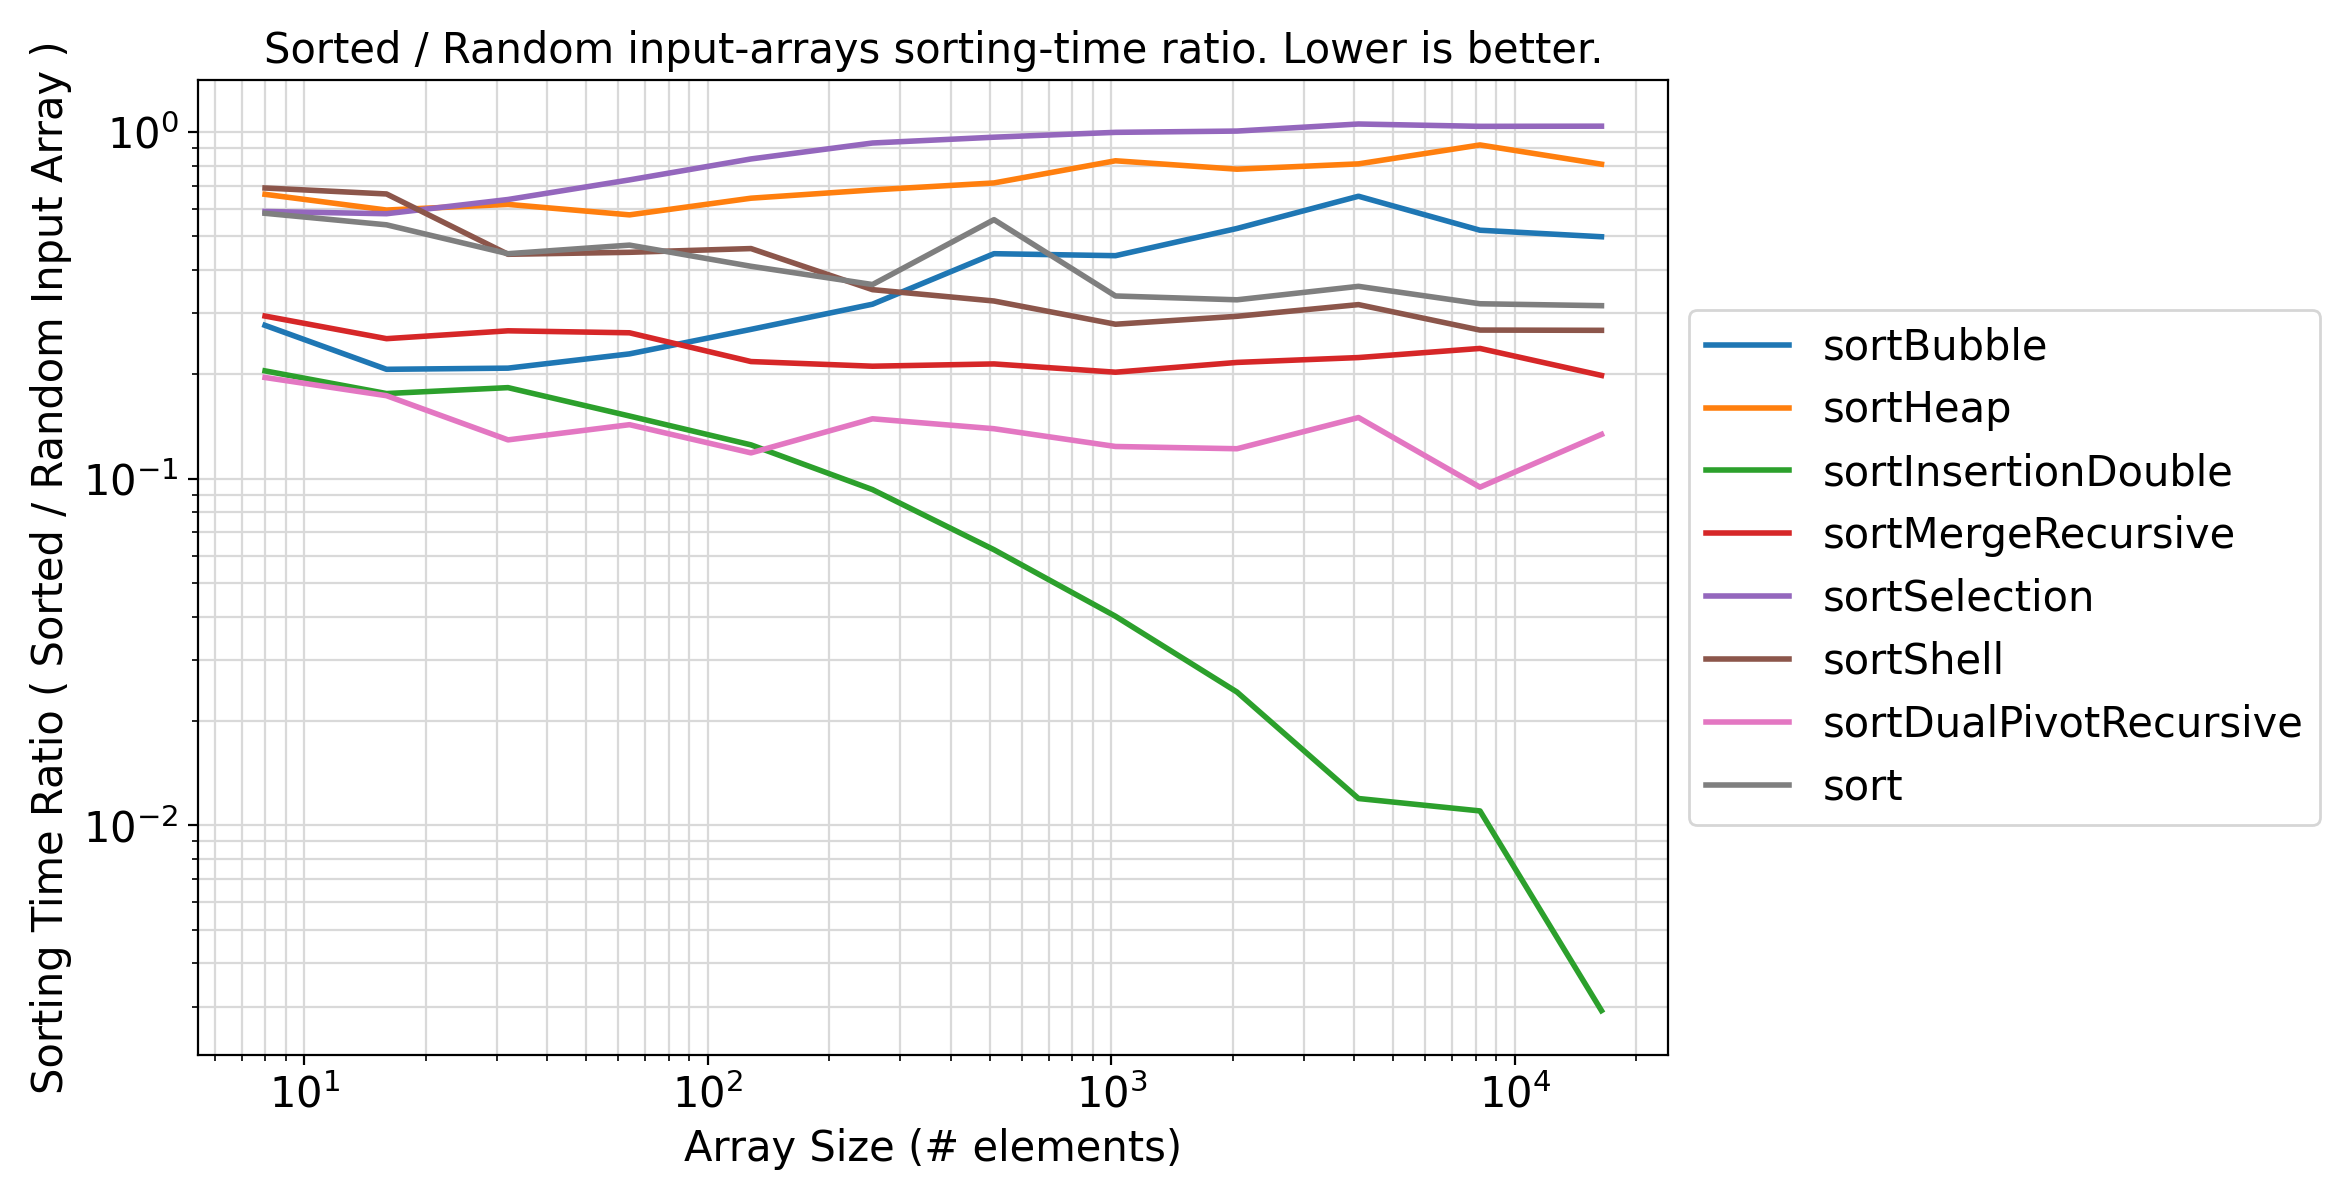 Sorted / Random input-arrays sorting-time ratio. Lower is better.
Sorting Time Ratio ( Sorted / Random Input Array )
10⁰
10⁻¹
10⁻²
10¹ 10² 10³ 10⁴
Array Size (# elements)
sortBubble
sortHeap
sortInsertionDouble
sortMergeRecursive
sortSelection
sortShell
sortDualPivotRecursive
sort